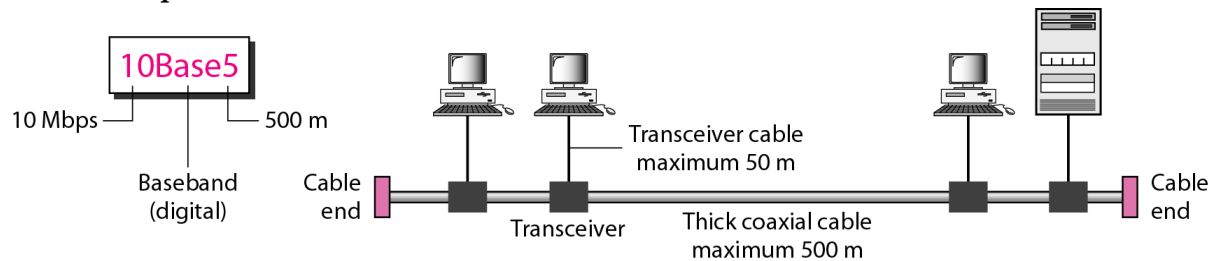 10Base5
10 Mbps
500 m
Baseband
(digital)
Cable
end
Transceiver cable
maximum 50 m
Transceiver
Thick coaxial cable
maximum 500 m
Cable
end